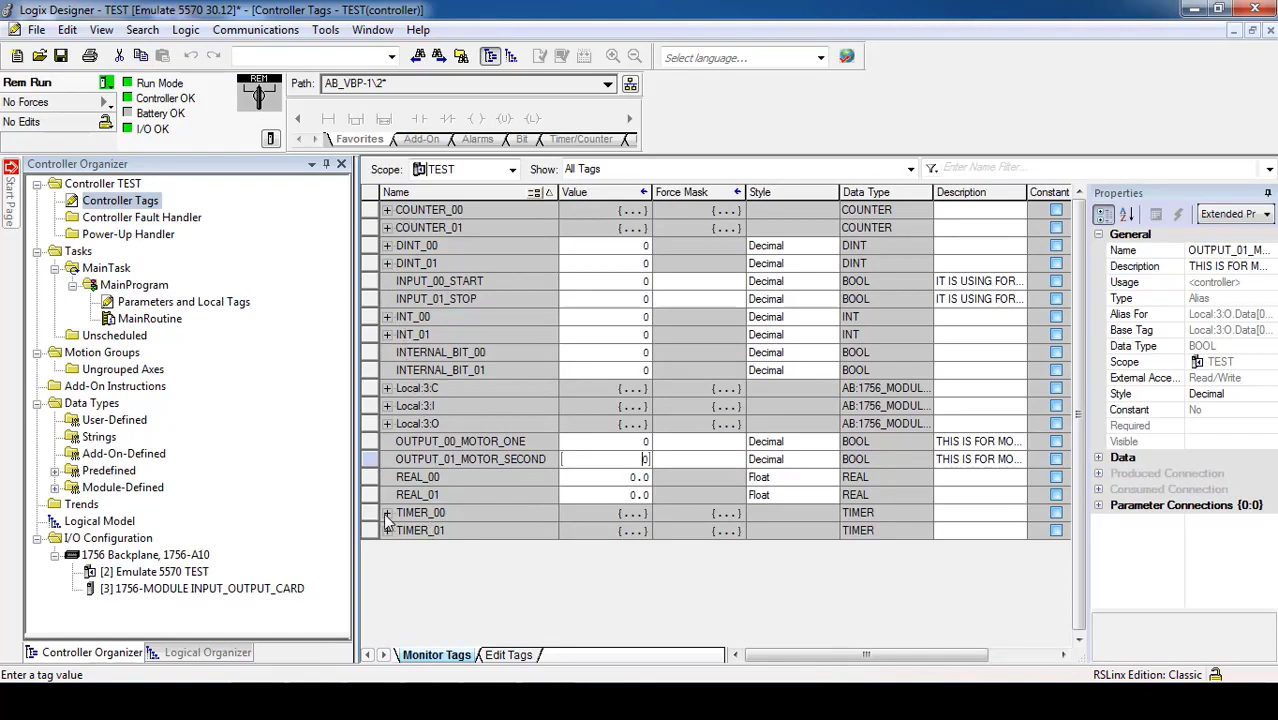 Logix Designer - TEST [Emulate 5570 30.12]* - [Controller Tags - TEST(controller)]
File Edit View Search Logic Communications Tools Window Help
Select language...
Rem Run
No Forces
No Edits
Run Mode
Controller OK
Battery OK
I/O OK
REM
Path: AB_VBP-1\2*
Favorites Add-On Alarms Bit Timer/Counter
Start Page
Controller Organizer
Controller TEST
Controller Tags
Controller Fault Handler
Power-Up Handler
Tasks
MainTask
MainProgram
Parameters and Local Tags
MainRoutine
Unscheduled
Motion Groups
Ungrouped Axes
Add-On Instructions
Data Types
User-Defined
Strings
Add-On-Defined
Predefined
Module-Defined
Trends
Logical Model
I/O Configuration
1756 Backplane, 1756-A10
[2] Emulate 5570 TEST
[3] 1756-MODULE INPUT_OUTPUT_CARD
Controller Organizer Logical Organizer
Scope: TEST Show: All Tags Enter Name Filter...
Name Value Force Mask Style Data Type Description Constant
COUNTER_00 {...} {...} COUNTER
COUNTER_01 {...} {...} COUNTER
DINT_00 0 Decimal DINT
DINT_01 0 Decimal DINT
INPUT_00_START 0 Decimal BOOL IT IS USING FOR...
INPUT_01_STOP 0 Decimal BOOL IT IS USING FOR...
INT_00 0 Decimal INT
INT_01 0 Decimal INT
INTERNAL_BIT_00 0 Decimal BOOL
INTERNAL_BIT_01 0 Decimal BOOL
Local:3:C {...} {...} AB:1756_MODUL...
Local:3:I {...} {...} AB:1756_MODUL...
Local:3:O {...} {...} AB:1756_MODUL...
OUTPUT_00_MOTOR_ONE 0 Decimal BOOL THIS IS FOR MO...
OUTPUT_01_MOTOR_SECOND 0 Decimal BOOL THIS IS FOR MO...
REAL_00 0.0 Float REAL
REAL_01 0.0 Float REAL
TIMER_00 {...} {...} TIMER
TIMER_01 {...} {...} TIMER
Monitor Tags Edit Tags
Properties
Extended Pr
General
Name OUTPUT_01_M...
Description THIS IS FOR M...
Usage <controller>
Type Alias
Alias For Local:3:O.Data[0...
Base Tag Local:3:O.Data[0...
Data Type BOOL
Scope TEST
External Acce... Read/Write
Style Decimal
Constant No
Required
Visible
Data
Produced Connection
Consumed Connection
Parameter Connections {0:0}
Enter a tag value
RSLinx Edition: Classic